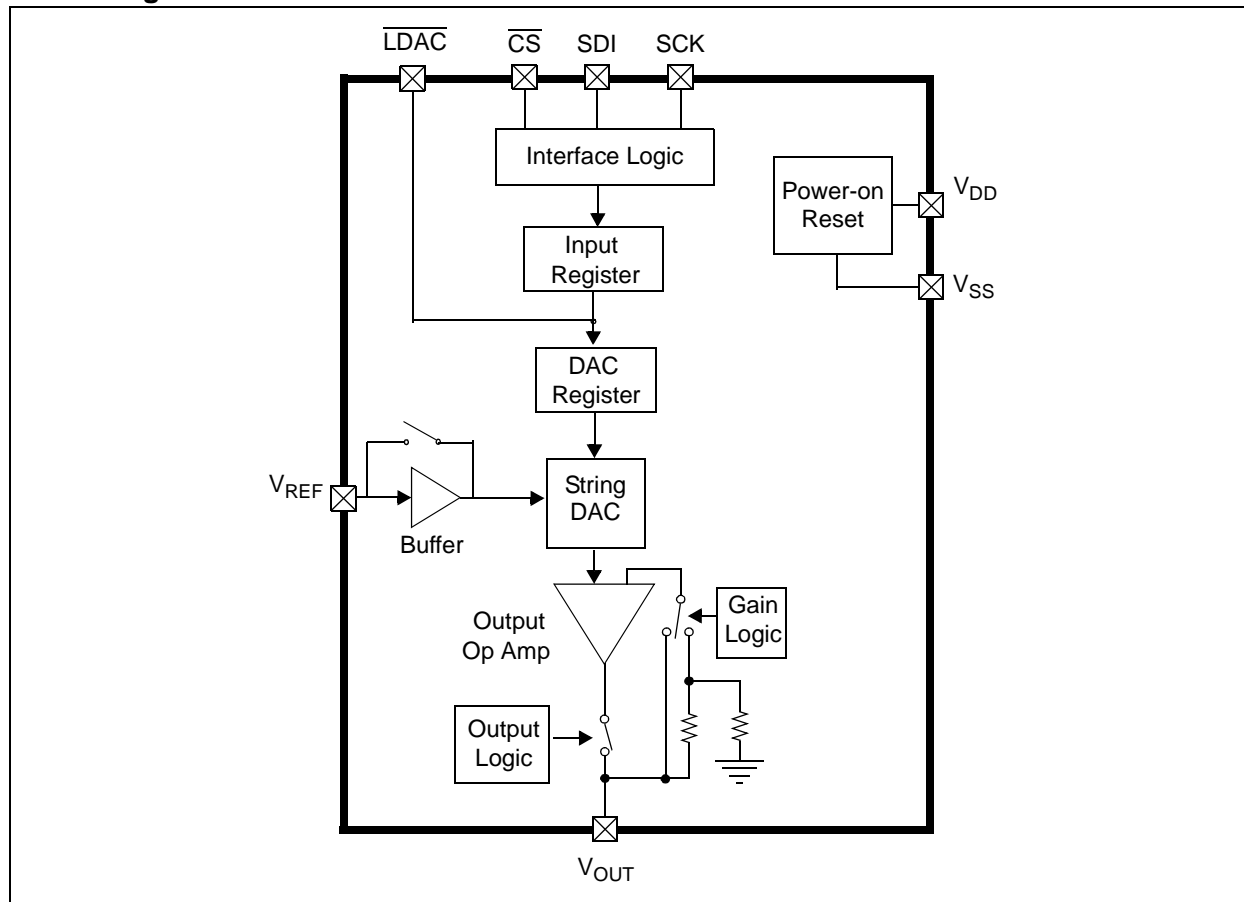 LDAC
CS
SDI
SCK
Interface Logic
Power-on
Reset
VDD
Input
Register
VSS
DAC
Register
VREF
String
DAC
Buffer
Gain
Logic
Output
Op Amp
Output
Logic
VOUT